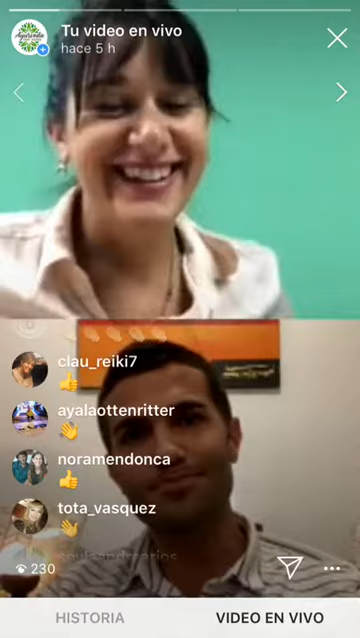 Tu video en vivo
hace 5 h
clau_reiki7
👍
ayalaottenritter
👋
noramendonca
👍
tota_vasquez
👋
230
HISTORIA
VIDEO EN VIVO